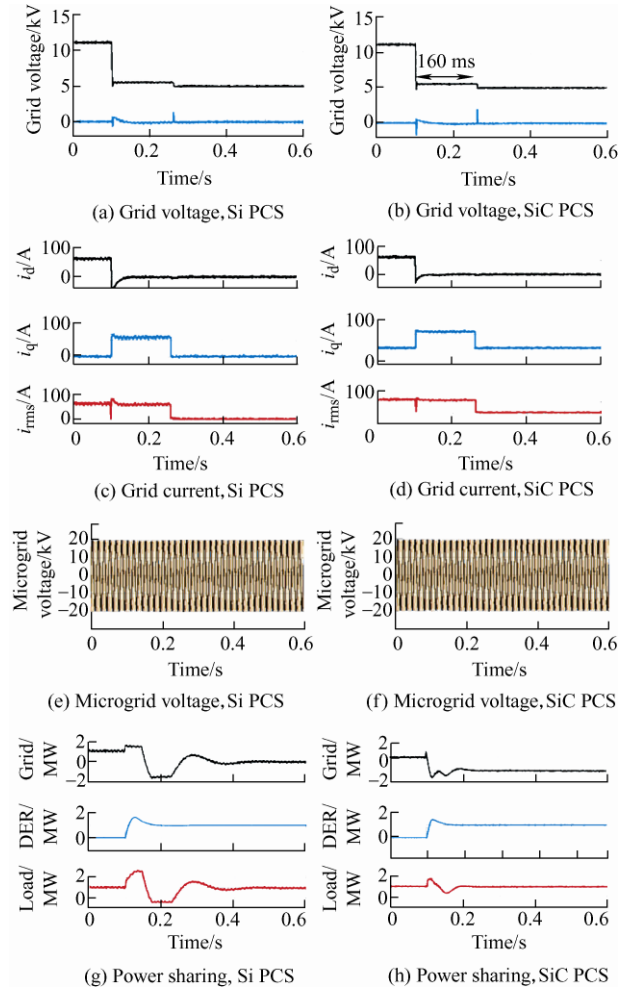 Grid voltage/kV
15
10
5
0
0
0.2
0.4
0.6
Time/s
(a) Grid voltage, Si PCS
Grid voltage/kV
15
10
5
0
160 ms
0
0.2
0.4
0.6
Time/s
(b) Grid voltage, SiC PCS
id/A
100
0
iq/A
100
0
irms/A
100
0
0
0.2
0.4
0.6
Time/s
(c) Grid current, Si PCS
id/A
100
0
iq/A
100
0
irms/A
100
0
0
0.2
0.4
0.6
Time/s
(d) Grid current, SiC PCS
Microgrid
voltage/kV
20
10
0
−10
−20
0
0.2
0.4
0.6
Time/s
(e) Microgrid voltage, Si PCS
Microgrid
voltage/kV
20
10
0
−10
−20
0
0.2
0.4
0.6
Time/s
(f) Microgrid voltage, SiC PCS
Grid/
MW
2
0
−2
DER/
MW
2
0
Load/
MW
2
0
0
0.2
0.4
0.6
Time/s
(g) Power sharing, Si PCS
Grid/
MW
2
0
−2
DER/
MW
2
0
Load/
MW
2
0
0
0.2
0.4
0.6
Time/s
(h) Power sharing, SiC PCS